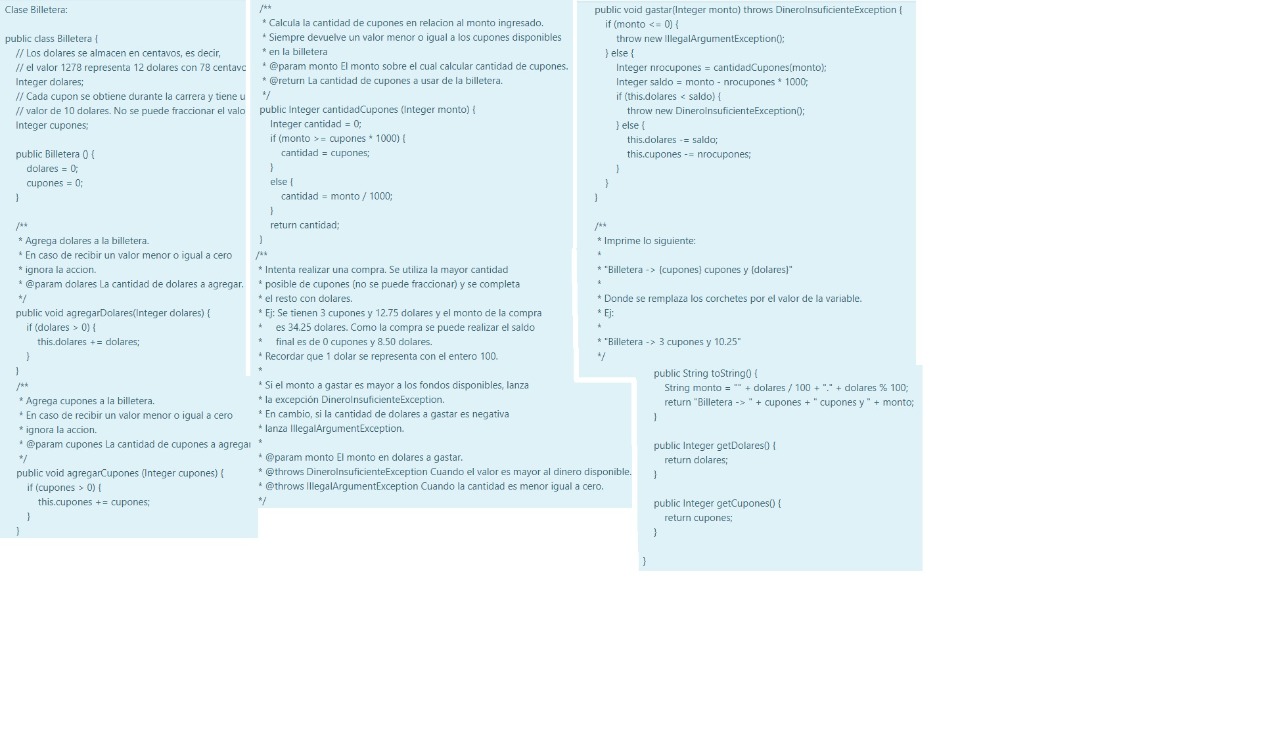 Clase Billetera:
public class Billetera {
// Los dolares se almacen en centavos, es decir,
// el valor 1278 representa 12 dolares con 78 centavo
Integer dolares;
// Cada cupon se obtiene durante la carrera y tiene u
// valor de 10 dolares. No se puede fraccionar el valo
Integer cupones;
public Billetera () {
dolares = 0;
cupones = 0;
}
/**
* Agrega dolares a la billetera.
* En caso de recibir un valor menor o igual a cero
* ignora la accion.
* @param dolares La cantidad de dolares a agregar.
*/
public void agregarDolares(Integer dolares) {
if (dolares > 0) {
this.dolares += dolares;
}
}
/**
* Agrega cupones a la billetera.
* En caso de recibir un valor menor o igual a cero
* ignora la accion.
* @param cupones La cantidad de cupones a agregar
*/
public void agregarCupones (Integer cupones) {
if (cupones > 0) {
this.cupones += cupones;
}
}
/**
* Calcula la cantidad de cupones en relacion al monto ingresado.
* Siempre devuelve un valor menor o igual a los cupones disponibles
* en la billetera
* @param monto El monto sobre el cual calcular cantidad de cupones.
* @return La cantidad de cupones a usar de la billetera.
*/
public Integer cantidadCupones (Integer monto) {
Integer cantidad = 0;
if (monto >= cupones * 1000) {
cantidad = cupones;
}
else {
cantidad = monto / 1000;
}
return cantidad;
}
/**
* Intenta realizar una compra. Se utiliza la mayor cantidad
* posible de cupones (no se puede fraccionar) y se completa
* el resto con dolares.
* Ej: Se tienen 3 cupones y 12.75 dolares y el monto de la compra
* es 34.25 dolares. Como la compra se puede realizar el saldo
* final es de 0 cupones y 8.50 dolares.
* Recordar que 1 dolar se representa con el entero 100.
*
* Si el monto a gastar es mayor a los fondos disponibles, lanza
* la excepción DineroInsuficienteException.
* En cambio, si la cantidad de dolares a gastar es negativa
* lanza IllegalArgumentException.
*
* @param monto El monto en dolares a gastar.
* @throws DineroInsuficienteException Cuando el valor es mayor al dinero disponible.
* @throws IllegalArgumentException Cuando la cantidad es menor igual a cero.
*/
public void gastar(Integer monto) throws DineroInsuficienteException {
if (monto <= 0) {
throw new IllegalArgumentException();
} else {
Integer nrocupones = cantidadCupones(monto);
Integer saldo = monto - nrocupones * 1000;
if (this.dolares < saldo) {
throw new DineroInsuficienteException();
} else {
this.dolares -= saldo;
this.cupones -= nrocupones;
}
}
}
/**
* Imprime lo siguiente:
*
* "Billetera -> {cupones} cupones y {dolares}"
*
* Donde se remplaza los corchetes por el valor de la variable.
* Ej:
*
* "Billetera -> 3 cupones y 10.25"
*/
public String toString() {
String monto = "" + dolares / 100 + "." + dolares % 100;
return "Billetera -> " + cupones + " cupones y " + monto;
}
public Integer getDolares() {
return dolares;
}
public Integer getCupones() {
return cupones;
}
}